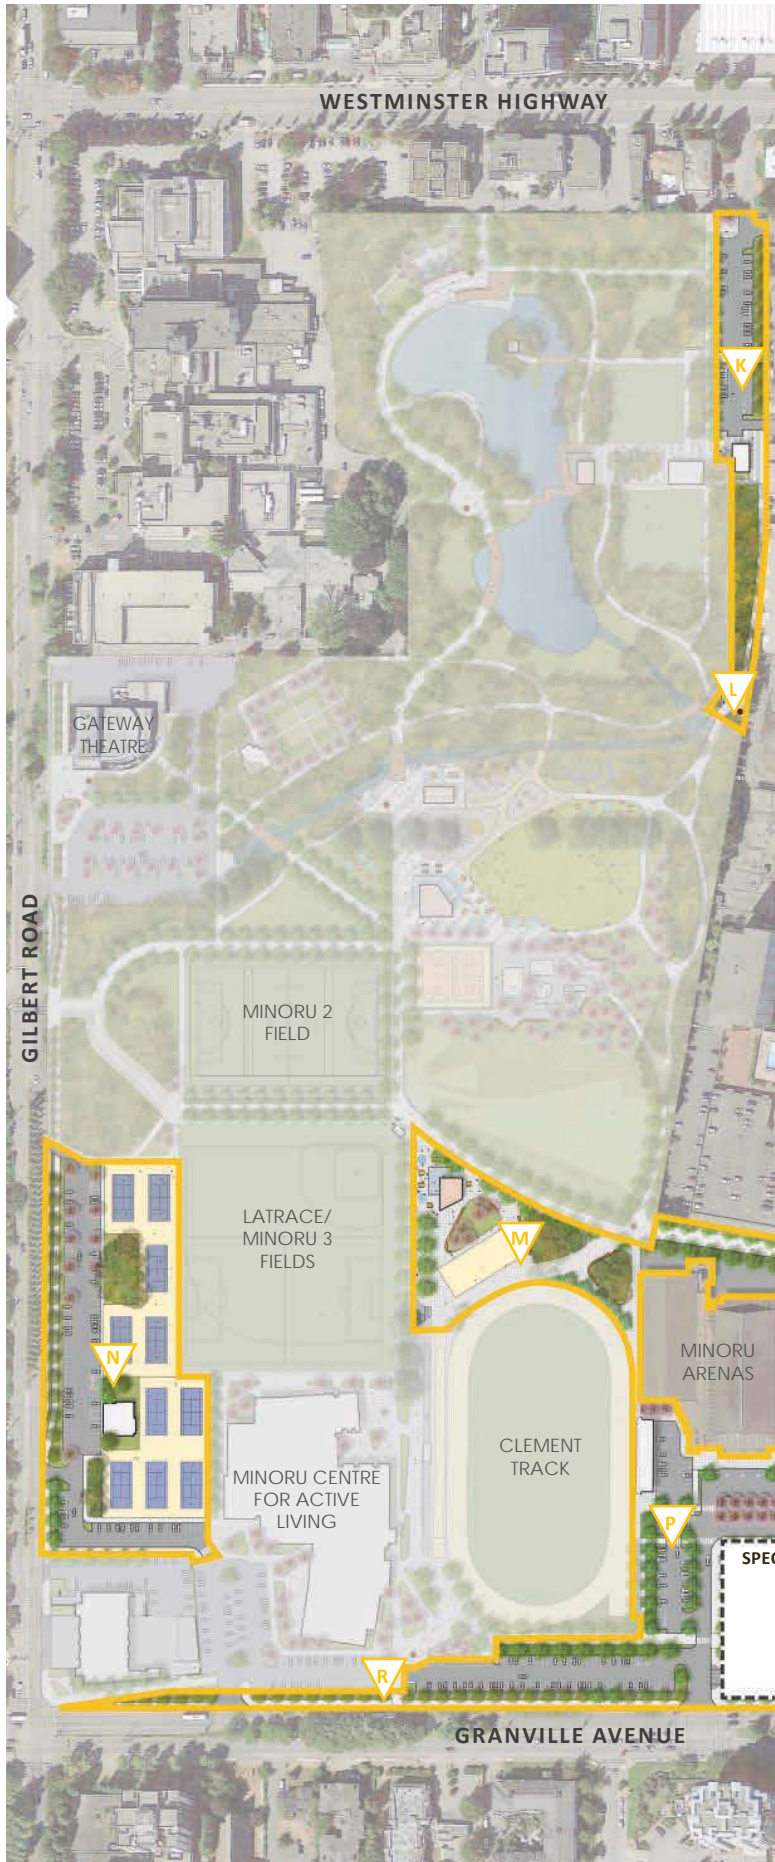 WESTMINSTER HIGHWAY
K
L
GATEWAY
THEATRE
GILBERT ROAD
MINORU 2
FIELD
LATRACE/
MINORU 3
FIELDS
M
N
MINORU
ARENAS
CLEMENT
TRACK
MINORU CENTRE
FOR ACTIVE
LIVING
P
SPEC
R
GRANVILLE AVENUE